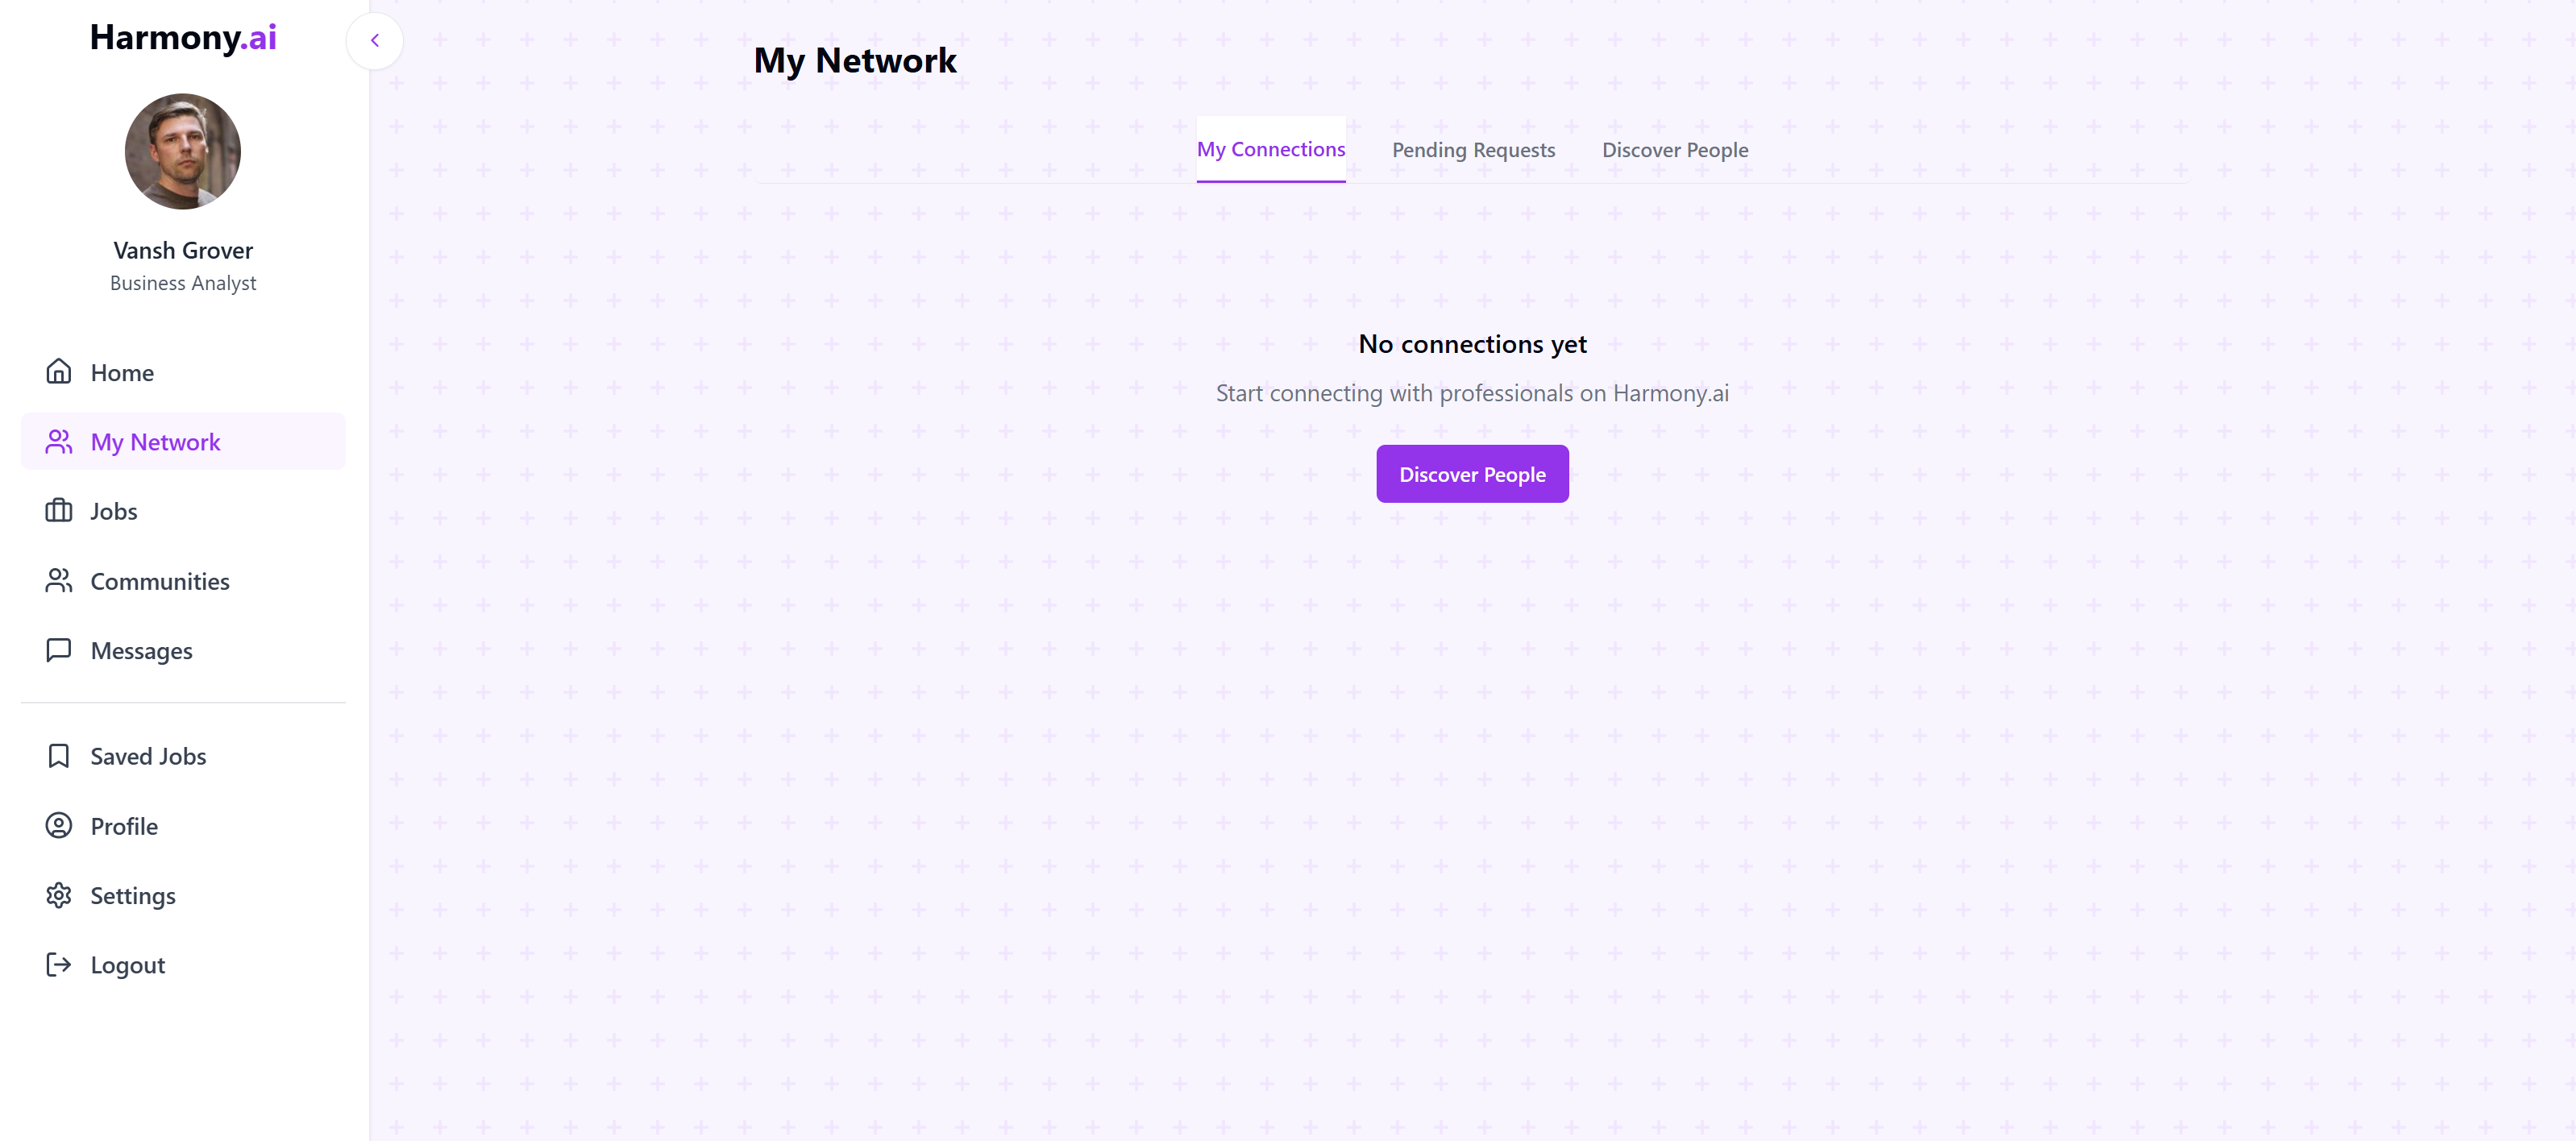 Harmony.ai
Vansh Grover
Business Analyst
Home
My Network
Jobs
Communities
Messages
Saved Jobs
Profile
Settings
Logout
My Network
My Connections
Pending Requests
Discover People
No connections yet
Start connecting with professionals on Harmony.ai
Discover People